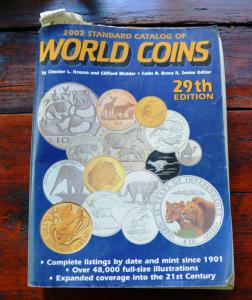 2002 STANDARD CATALOG OF
WORLD COINS
by Chester L. Krause and Clifford Mishler • Colin R. Bruce II, Senior Editor
29th
EDITION
• Complete listings by date and mint since 1901
• Over 48,000 full-size illustrations
• Expanded coverage into the 21st Century